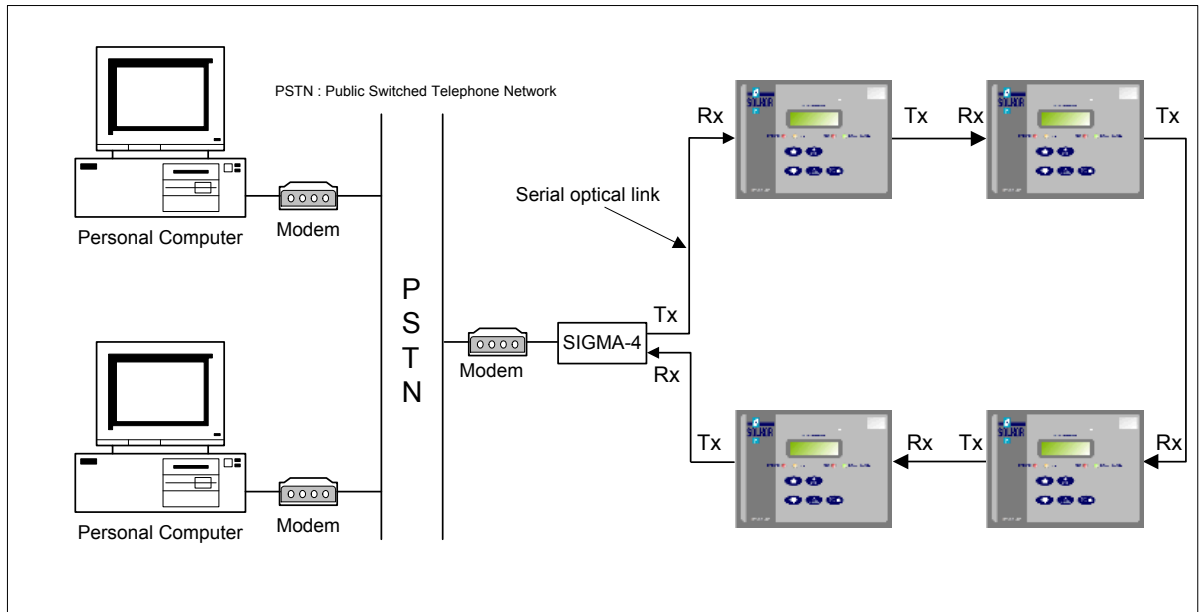 PSTN : Public Switched Telephone Network
Personal Computer
Modem
Personal Computer
Modem
P
S
T
N
Modem
SIGMA-4
Tx
Rx
Serial optical link
Rx
Tx
Rx
Tx
Rx
Tx
Rx
Tx